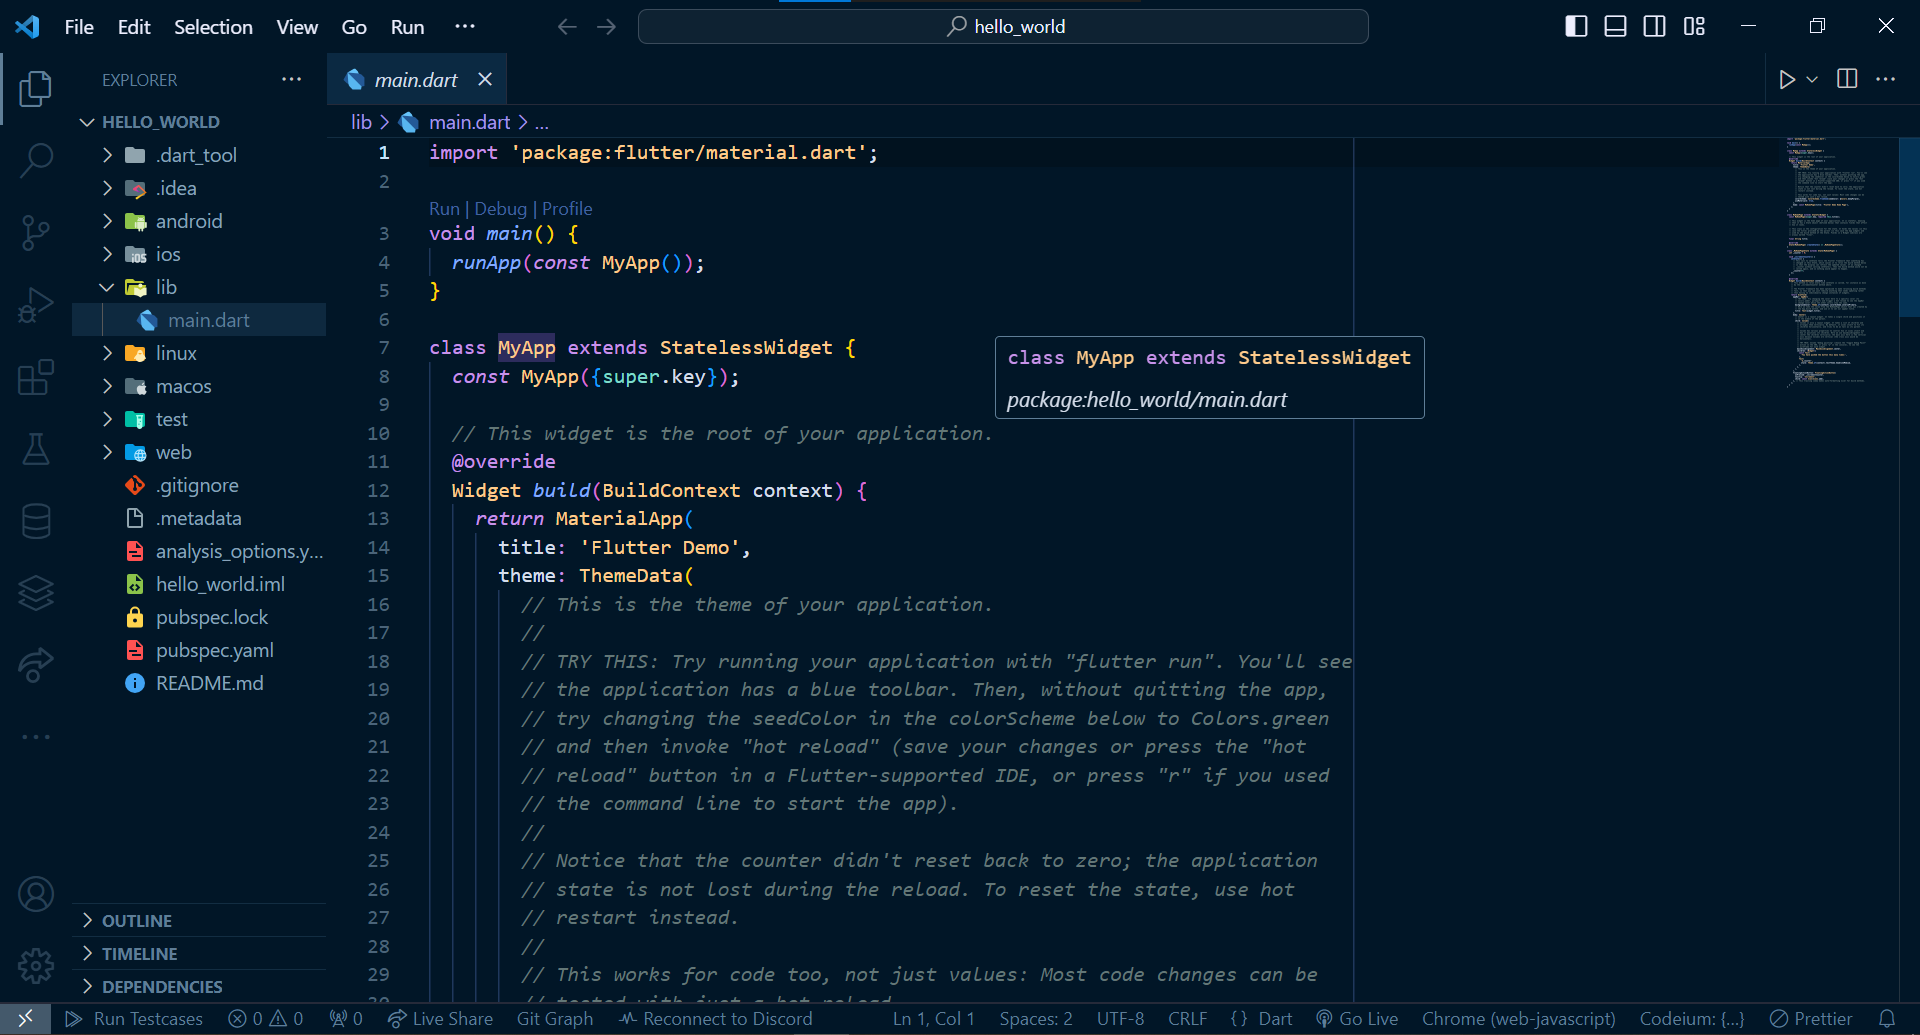 File Edit Selection View Go Run ...
hello_world
EXPLORER ...
main.dart
HELLO_WORLD
.dart_tool
.idea
android
ios
lib
main.dart
linux
macos
test
web
.gitignore
.metadata
analysis_options.y...
hello_world.iml
pubspec.lock
pubspec.yaml
README.md
OUTLINE
TIMELINE
DEPENDENCIES
lib > main.dart > ...
1 import 'package:flutter/material.dart';
2
Run | Debug | Profile
3 void main() {
4 runApp(const MyApp());
5 }
6
7 class MyApp extends StatelessWidget {
8 const MyApp({super.key});
9
10 // This widget is the root of your application.
11 @override
12 Widget build(BuildContext context) {
13 return MaterialApp(
14 title: 'Flutter Demo',
15 theme: ThemeData(
16 // This is the theme of your application.
17 //
18 // TRY THIS: Try running your application with "flutter run". You'll see
19 // the application has a blue toolbar. Then, without quitting the app,
20 // try changing the seedColor in the colorScheme below to Colors.green
21 // and then invoke "hot reload" (save your changes or press the "hot
22 // reload" button in a Flutter-supported IDE, or press "r" if you used
23 // the command line to start the app).
24 //
25 // Notice that the counter didn't reset back to zero; the application
26 // state is not lost during the reload. To reset the state, use hot
27 // restart instead.
28 //
29 // This works for code too, not just values: Most code changes can be
30 // tested with just a hot reload.
class MyApp extends StatelessWidget
package:hello_world/main.dart
Run Testcases 0 0 0 Live Share Git Graph Reconnect to Discord Ln 1, Col 1 Spaces: 2 UTF-8 CRLF {} Dart Go Live Chrome (web-javascript) Codeium: {...} Prettier